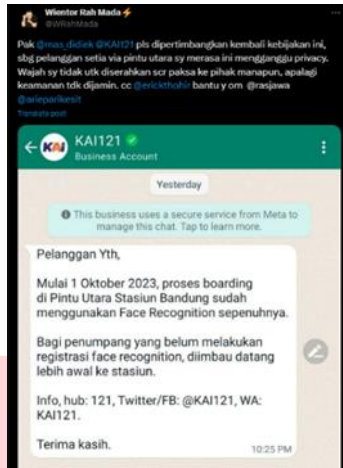 Wientor Rah Mada
@WRahMada
Pak @mas_didiek @KAI121 pls dipertimbangkan kembali kebijakan ini,
sbg pelanggan setia via pintu utara sy merasa ini mengganggu privacy.
Wajah sy tidak utk diserahkan scr paksa ke pihak manapun, apalagi
keamanan tdk dijamin. cc @erickthohir bantu y om @rasjawa
@arieparikesit
Translate post
KAI
KAI121
Business Account
Yesterday
This business uses a secure service from Meta to
manage this chat. Tap to learn more.
Pelanggan Yth,
Mulai 1 Oktober 2023, proses boarding
di Pintu Utara Stasiun Bandung sudah
menggunakan Face Recognition sepenuhnya.
Bagi penumpang yang belum melakukan
registrasi face recognition, diimbau datang
lebih awal ke stasiun.
Info, hub: 121, Twitter/FB: @KAI121, WA:
KAI121.
Terima kasih.
10:25 PM